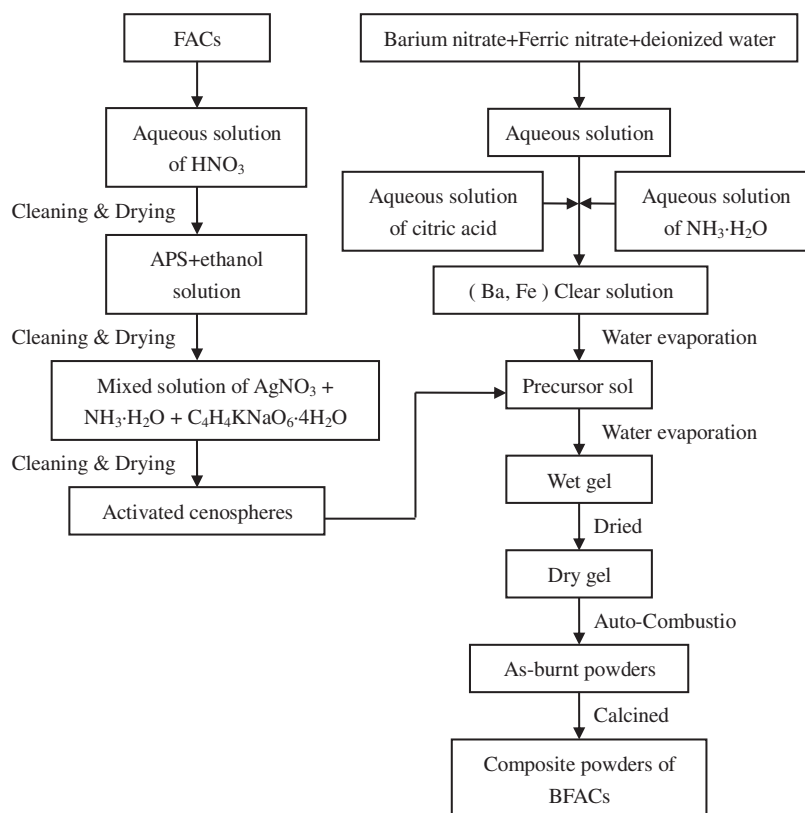 FACs
Aqueous solution
of HNO₃
Cleaning & Drying
APS+ethanol
solution
Cleaning & Drying
Mixed solution of AgNO₃ +
NH₃·H₂O + C₄H₄KNaO₆·4H₂O
Cleaning & Drying
Activated cenospheres
Barium nitrate+Ferric nitrate+deionized water
Aqueous solution
Aqueous solution
of citric acid
Aqueous solution
of NH₃·H₂O
( Ba, Fe ) Clear solution
Water evaporation
Precursor sol
Water evaporation
Wet gel
Dried
Dry gel
Auto-Combustio
As-burnt powders
Calcined
Composite powders of
BFACs